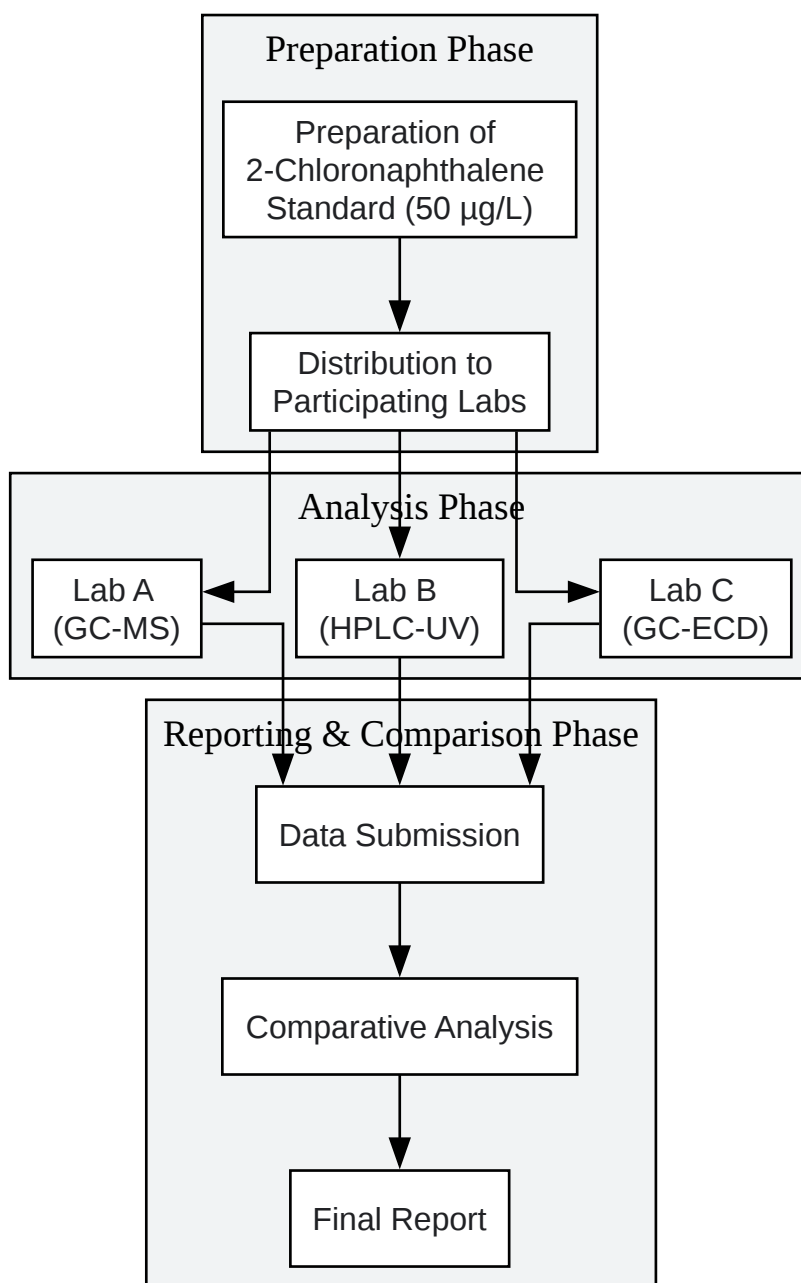 Preparation Phase
Preparation of
2-Chloronaphthalene
Standard (50 µg/L)
Distribution to
Participating Labs
Analysis Phase
Lab A
(GC-MS)
Lab B
(HPLC-UV)
Lab C
(GC-ECD)
Reporting & Comparison Phase
Data Submission
Comparative Analysis
Final Report